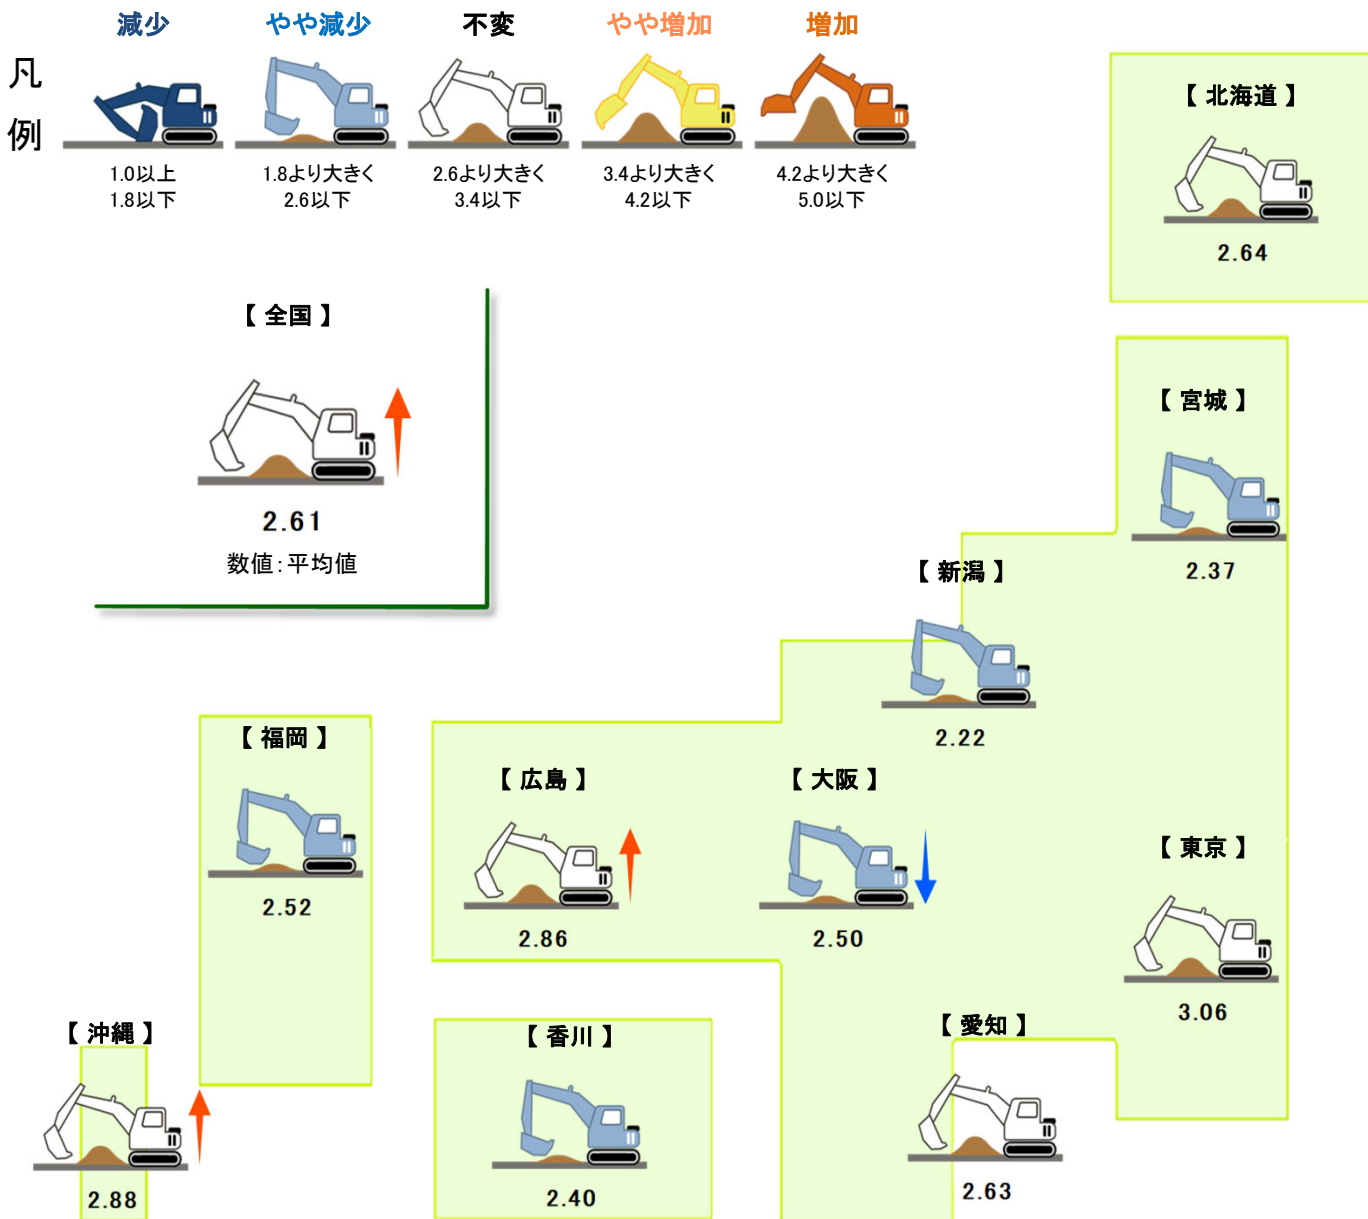 減少 やや減少 不変 やや増加 増加
凡
例
1.0以上 1.8より大きく 2.6より大きく 3.4より大きく 4.2より大きく
1.8以下 2.6以下 3.4以下 4.2以下 5.0以下
【 北海道 】
2.64
【 全国 】
2.61
数値：平均値
【 宮城 】
2.37
【 新潟 】
2.22
【 福岡 】
2.52
【 広島 】
2.86
【 大阪 】
2.50
【 東京 】
3.06
【 沖縄 】
2.88
【 香川 】
2.40
【 愛知 】
2.63